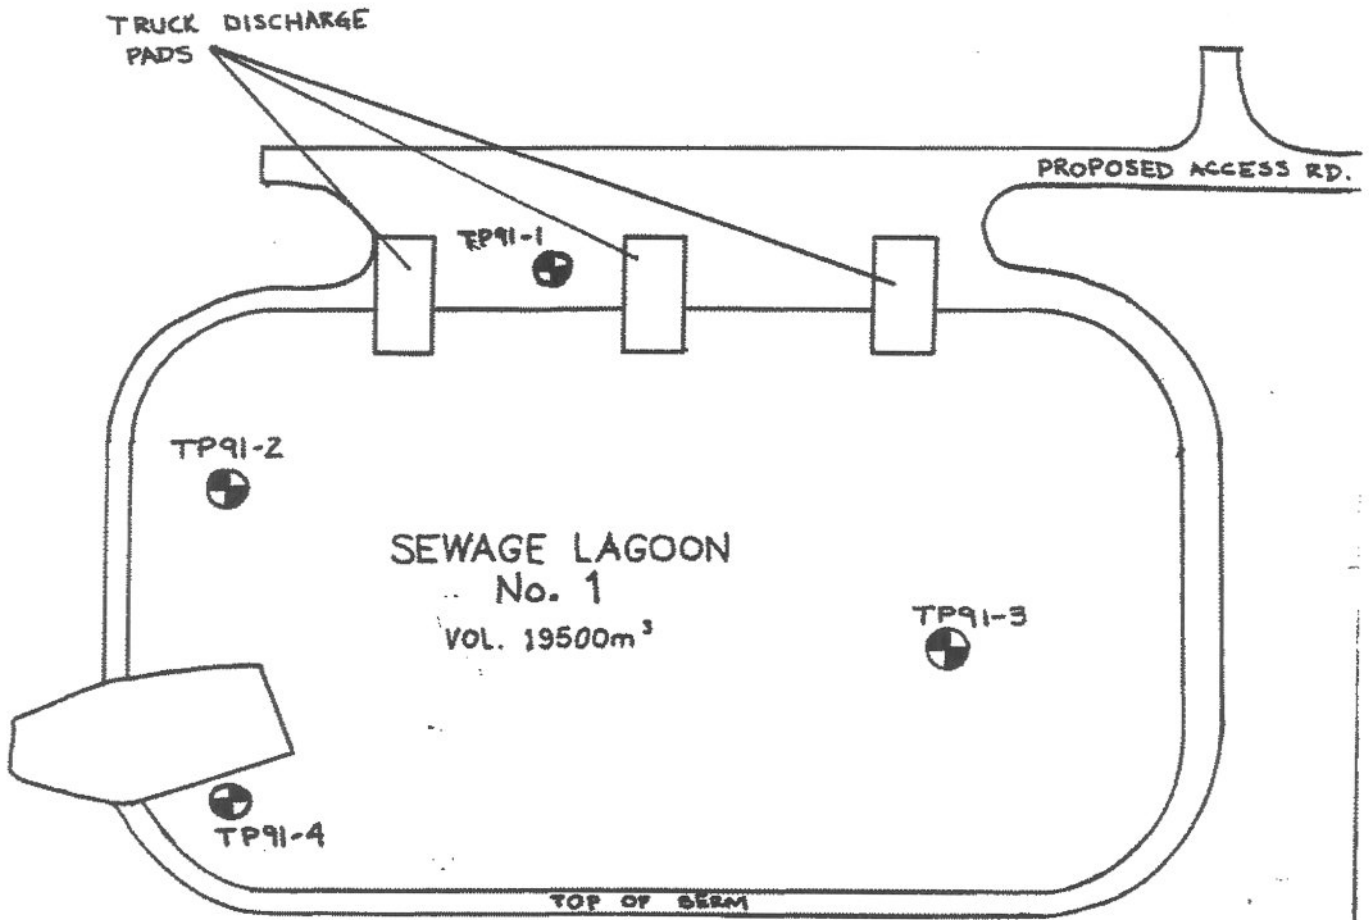 TRUCK DISCHARGE
PADS
PROPOSED ACCESS RD.
TP91-1
TP91-2
SEWAGE LAGOON
No. 1
VOL. 19500m³
TP91-3
TP91-4
TOP OF BERM